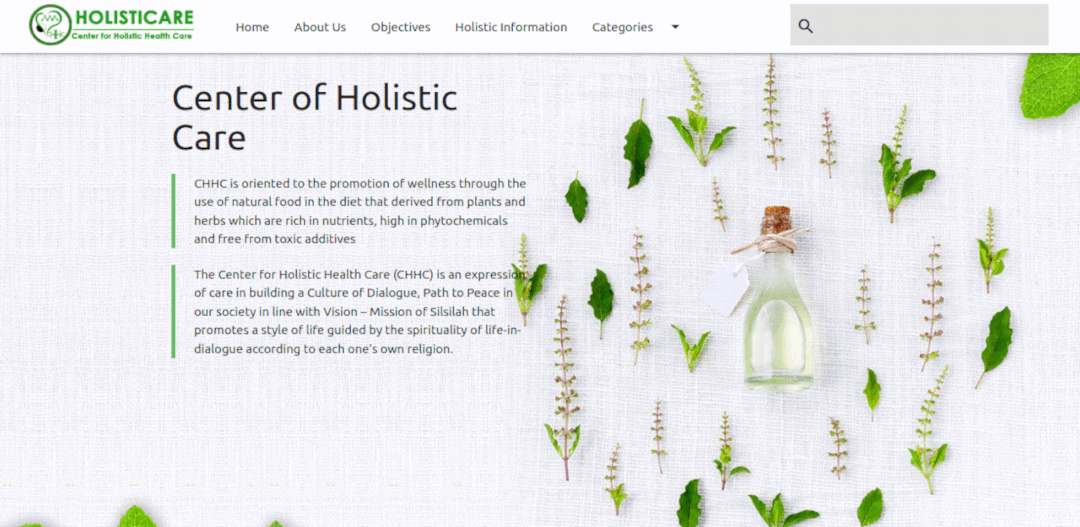 HOLISTICARE
Center for Holistic Health Care
Home About Us Objectives Holistic Information Categories
Center of Holistic
Care
CHHC is oriented to the promotion of wellness through the
use of natural food in the diet that derived from plants and
herbs which are rich in nutrients, high in phytochemicals
and free from toxic additives
The Center for Holistic Health Care (CHHC) is an expression
of care in building a Culture of Dialogue, Path to Peace in
our society in line with Vision – Mission of Silsilah that
promotes a style of life guided by the spirituality of life-in-
dialogue according to each one's own religion.